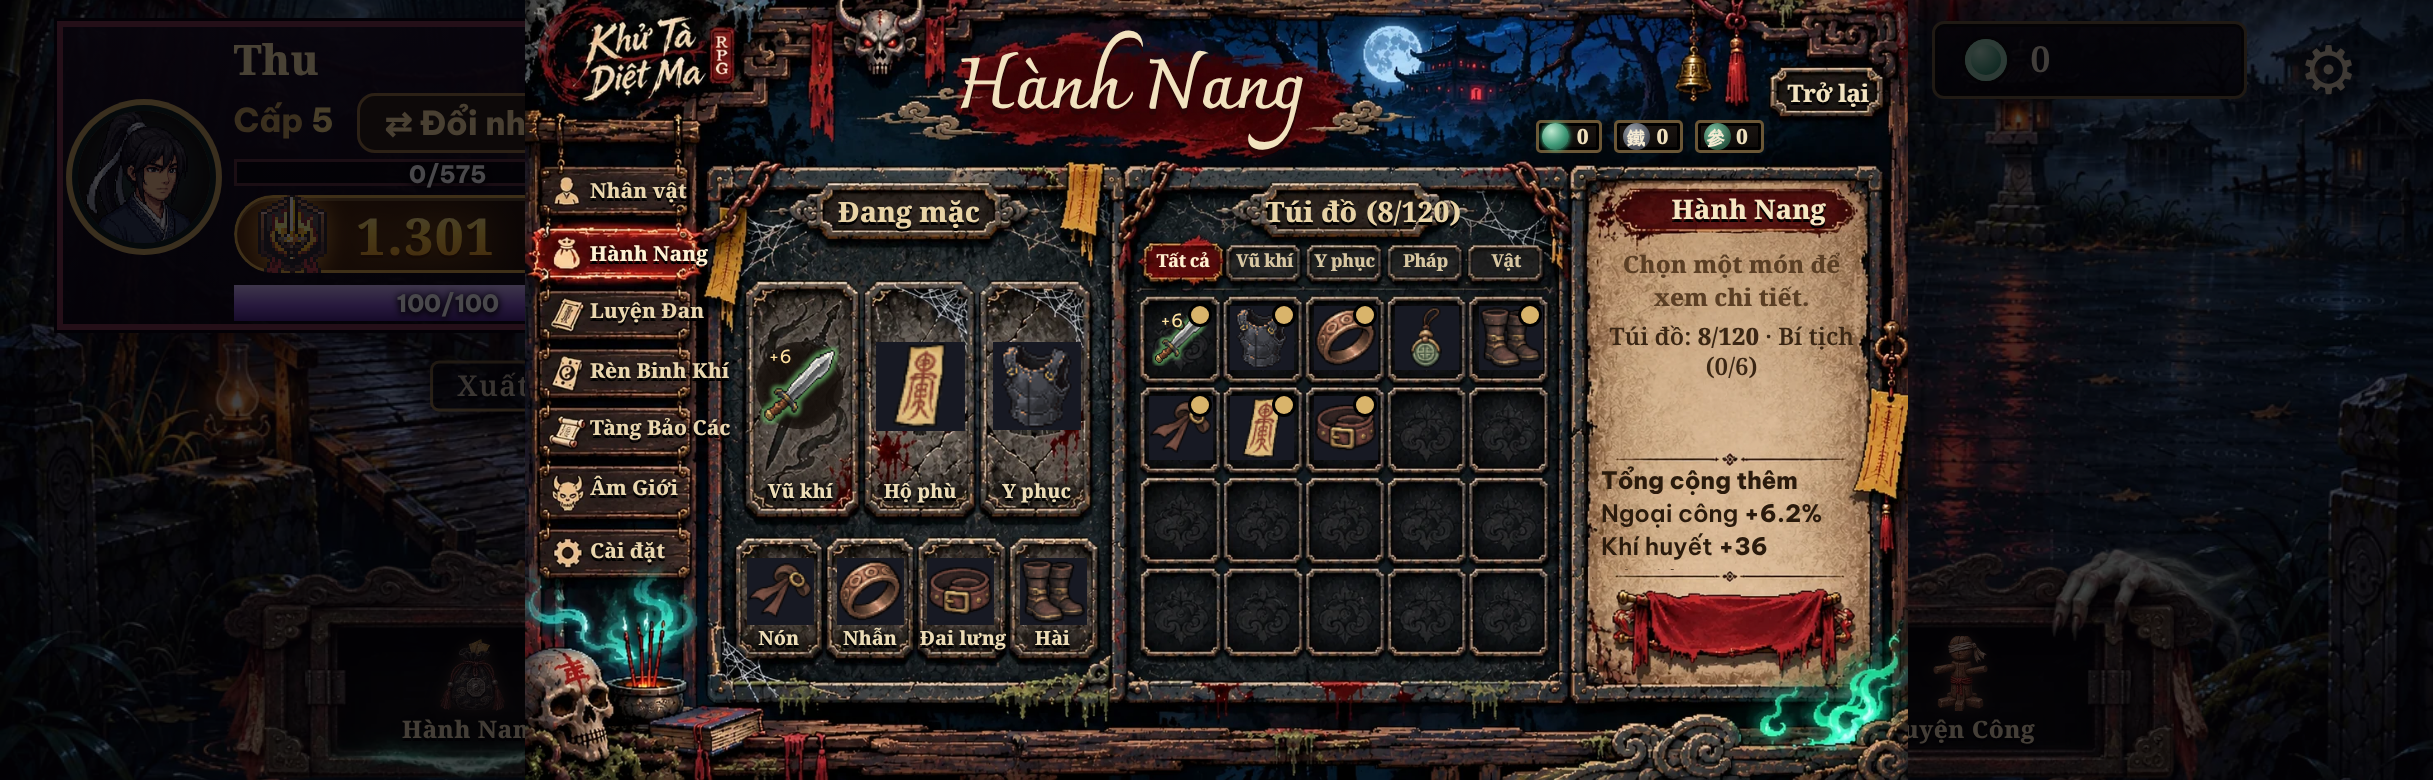 Thu
Cấp 5
⇄ Đổi nh
0/575
1.301
100/100
Xuất
Hành Nan
Khử Tà
Diệt Ma
RPG
Hành Nang
Trở lại
0
鐵 0
參 0
0
Nhân vật
Hành Nang
Luyện Đan
Rèn Binh Khí
Tàng Bảo Các
Âm Giới
Cài đặt
Đang mặc
+6
Vũ khí
Hộ phù
Y phục
Nón
Nhẫn
Đai lưng
Hài
Túi đồ (8/120)
Tất cả
Vũ khí
Y phục
Pháp
Vật
+6
Hành Nang
Chọn một món để
xem chi tiết.
Túi đồ: 8/120 · Bí tịch
(0/6)
Tổng cộng thêm
Ngoại công +6.2%
Khí huyết +36
uyện Công